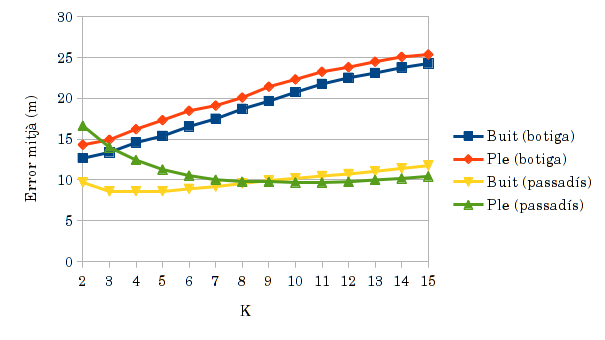 30
25
20
15
10
5
0
Error mitjà (m)
2 3 4 5 6 7 8 9 10 11 12 13 14 15
K
Buit (botiga)
Ple (botiga)
Buit (passadís)
Ple (passadís)